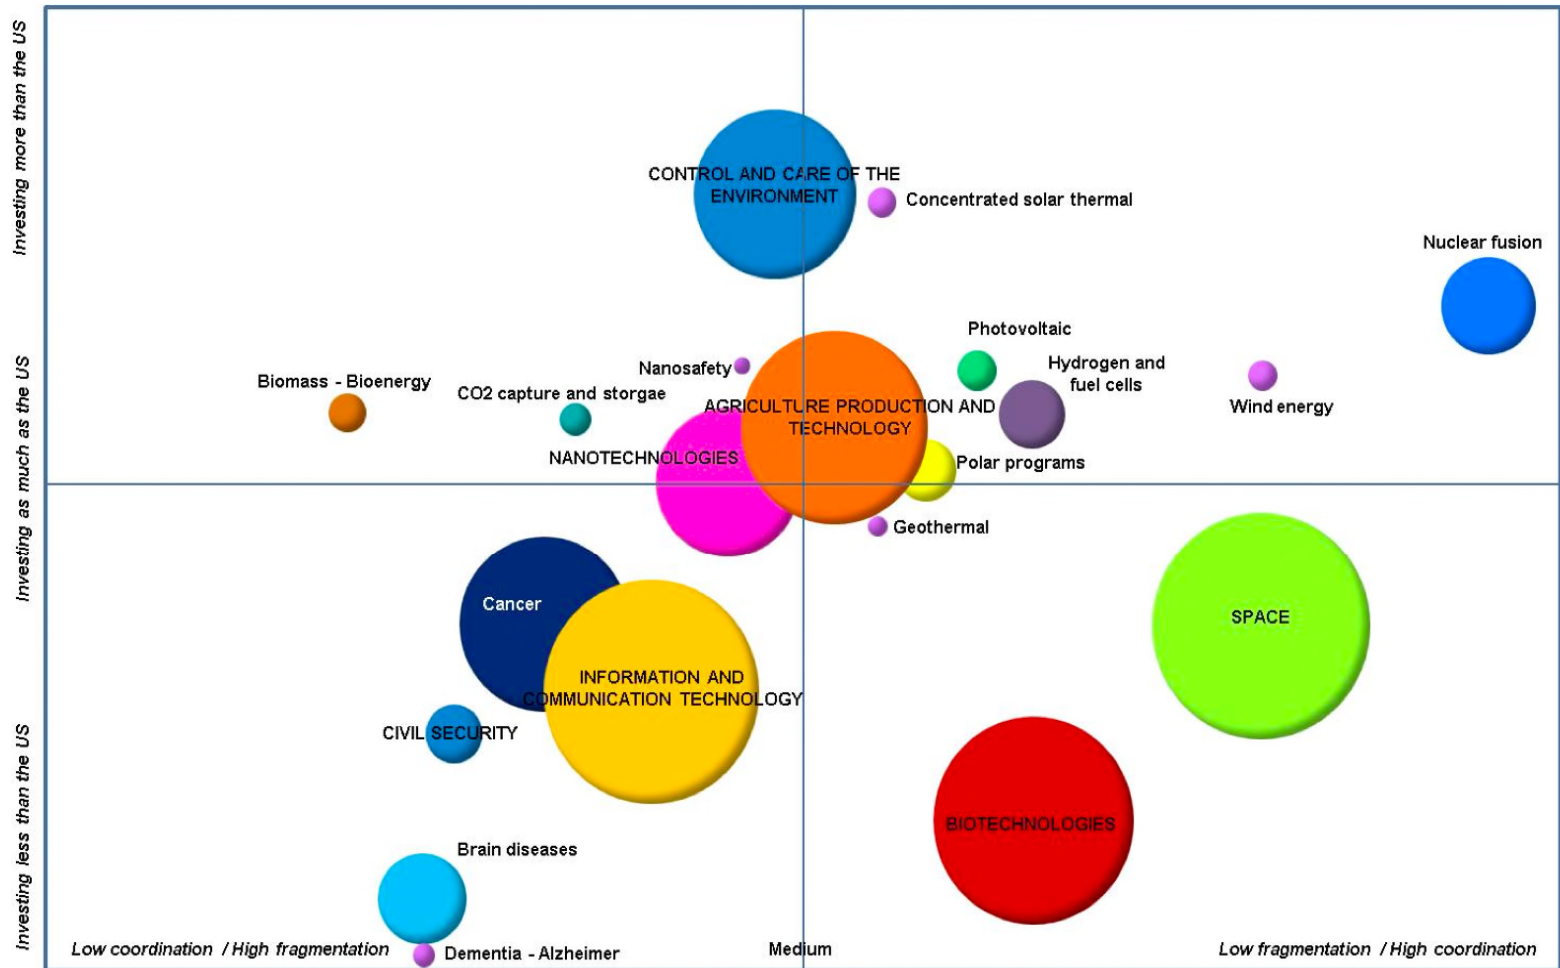 Investing more than the US
CONTROL AND CARE OF THE
ENVIRONMENT
Concentrated solar thermal
Nuclear fusion
Investing as much as the US
Photovoltaic
Hydrogen and
fuel cells
Nanosafety
Biomass - Bioenergy
CO2 capture and storgae
AGRICULTURE PRODUCTION AND
TECHNOLOGY
Wind energy
NANOTECHNOLOGIES
Polar programs
Geothermal
Cancer
SPACE
INFORMATION AND
COMMUNICATION TECHNOLOGY
CIVIL SECURITY
Investing less than the US
BIOTECHNOLOGIES
Brain diseases
Low coordination / High fragmentation
Dementia - Alzheimer
Medium
Low fragmentation / High coordination